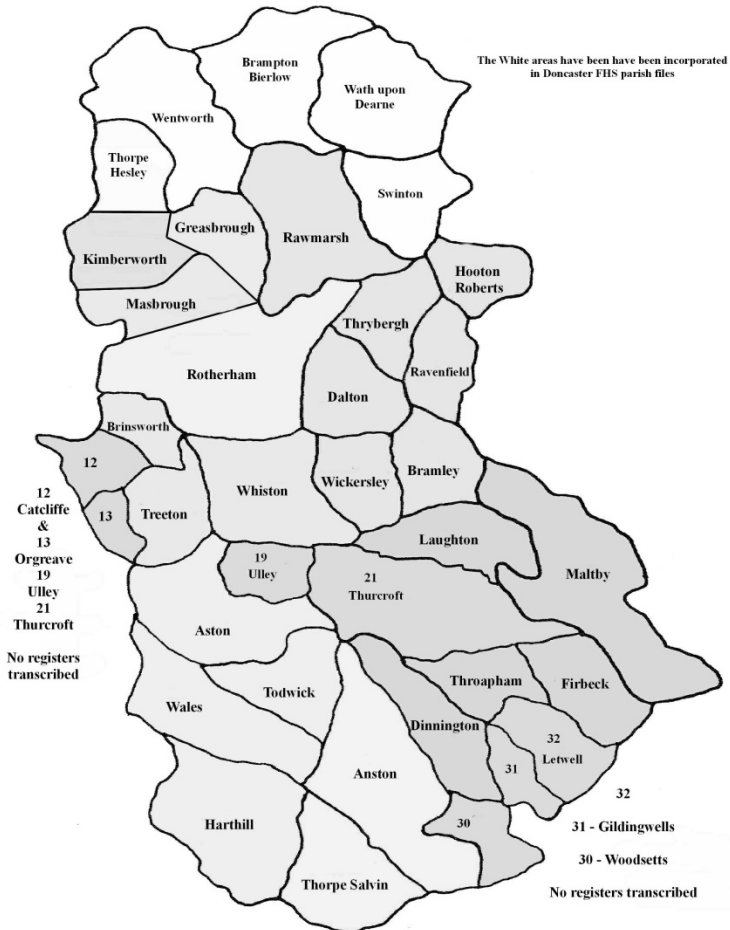 The White areas have been have been incorporated
in Doncaster FHS parish files
Brampton
Bierlow
Wath upon
Dearne
Wentworth
Thorpe
Hesley
Swinton
Greasbrough
Rawmarsh
Kimberworth
Hooton
Roberts
Masbrough
Thrybergh
Rotherham
Ravenfield
Dalton
Brinsworth
12
Whiston
Wickersley
Bramley
12
Catcliffe
&
13
Orgreave
19
Ulley
21
Thurcroft
No registers
transcribed
13
Treeton
Laughton
19
Ulley
21
Thurcroft
Maltby
Aston
Throapham
Firbeck
Wales
Todwick
Dinnington
32
Letwell
31
Anston
32
31 - Gildingwells
30 - Woodsetts
No registers transcribed
Harthill
30
Thorpe Salvin